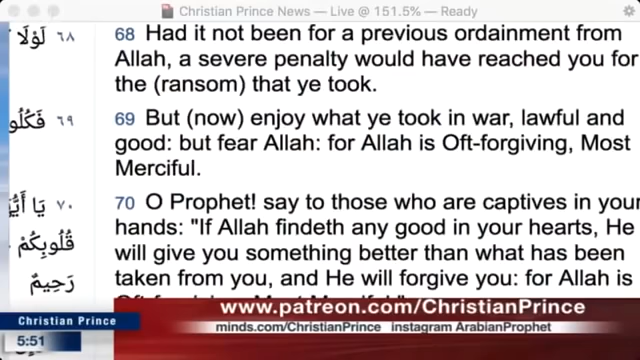 Christian Prince News — Live @ 151.5% — Ready
٦٨ لَوْلَا
68 Had it not been for a previous ordainment from
Allah, a severe penalty would have reached you for
the (ransom) that ye took.
٦٩
69 But (now) enjoy what ye took in war, lawful and
good: but fear Allah: for Allah is Oft-forgiving, Most
Merciful.
٧٠
70 O Prophet! say to those who are captives in your
hands: "If Allah findeth any good in your hearts, He
قُلُوبِكُمْ
will give you something better than what has been
taken from you, and He will forgive you: for Allah is
رَحِيمٌ
www.patreon.com/ChristianPrince
Christian Prince
minds.com/ChristianPrince instagram ArabianProphet
5:51